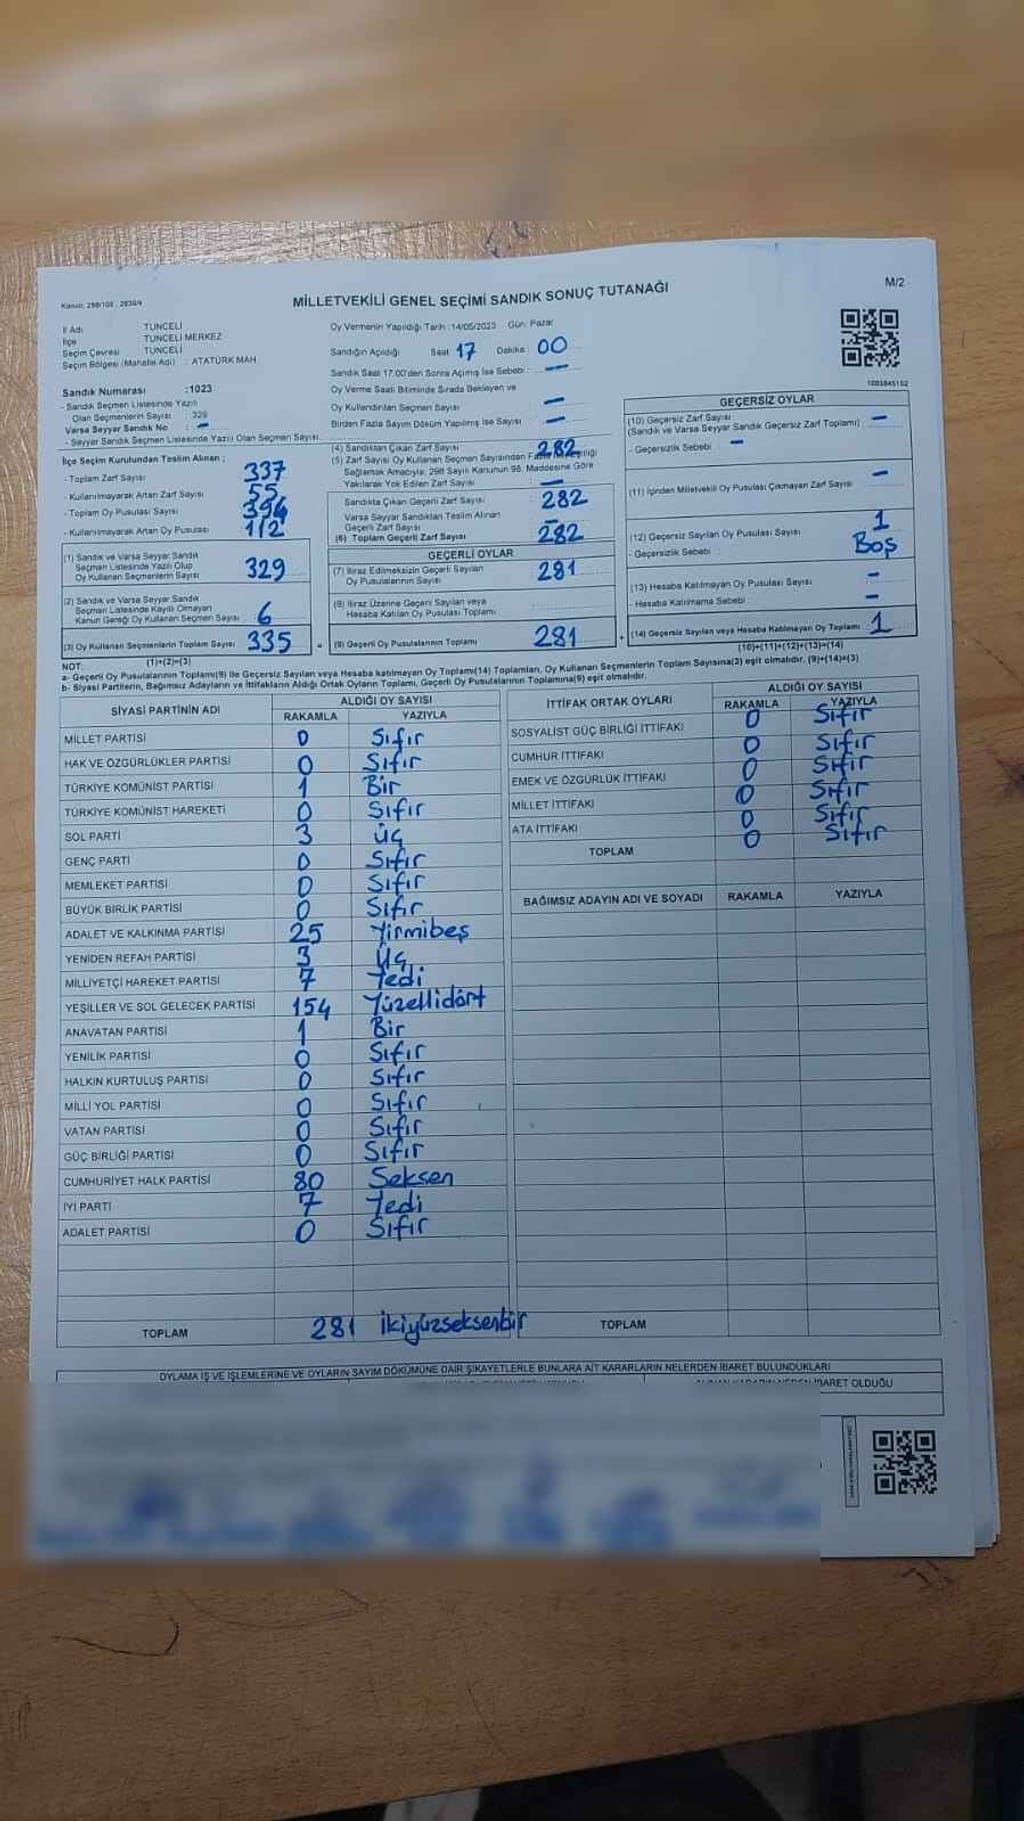 M/2
MİLLETVEKİLİ GENEL SEÇİMİ SANDIK SONUÇ TUTANAĞI
İl Adı TUNCELİ
İlçe TUNCELİ MERKEZ
Seçim Çevresi TUNCELİ
Seçim Bölgesi (Mahalle Adı) : ATATÜRK MAH
Sandık Numarası :1023
- Sandık Seçmen Listesinde Yazılı
Olan Seçmenlerin Sayısı : 329
Varsa Seyyar Sandık No : -
- Seyyar Sandık Seçmen Listesinde Yazılı Olan Seçmen Sayısı
İlçe Seçim Kurulundan Teslim Alınan ;
- Toplam Zarf Sayısı 337
- Kullanılmayarak Artan Zarf Sayısı 55
- Toplam Oy Pusulası Sayısı 394
- Kullanılmayarak Artan Oy Pusulası 112
(1) Sandık ve Varsa Seyyar Sandık
Seçmen Listesinde Yazılı Olup
Oy Kullanan Seçmenlerin Sayısı 329
(2) Sandık ve Varsa Seyyar Sandık
Seçmen Listesinde Kayıtlı Olmayan
Kanun Gereği Oy Kullanan Seçmen Sayısı 6
(3) Oy Kullanan Seçmenlerin Toplam Sayısı 335
(1)+(2)=(3)
Oy Vermenin Yapıldığı Tarih :14/05/2023 Gün: Pazar
Sandığın Açıldığı Saat 17 Dakika : 00
Sandık Saat 17.00'den Sonra Açılmış İse Sebebi : -
Oy Verme Saati Bitiminde Sırada Bekleyen ve
Oy Kullandırılan Seçmen Sayısı -
Birden Fazla Sayım Döküm Yapılmış İse Sayısı -
(4) Sandıktan Çıkan Zarf Sayısı 282
(5) Zarf Sayısı Oy Kullanan Seçmen Sayısından
Sağlamak Amacıyla; 298 Sayılı Kanunun 98. Maddesine Göre
Yakılarak Yok Edilen Zarf Sayısı -
Sandıkta Çıkan Geçerli Zarf Sayısı 282
Varsa Seyyar Sandıktan Teslim Alınan
Geçerli Zarf Sayısı -
(6) Toplam Geçerli Zarf Sayısı 282
GEÇERLİ OYLAR
(7) İtiraz Edilmeksizin Geçerli Sayılan
Oy Pusulalarının Sayısı 281
(8) İtiraz Üzerine Geçerli Sayılan veya
Hesaba Katılan Oy Pusulası Toplamı
(9) Geçerli Oy Pusulalarının Toplamı 281
GEÇERSİZ OYLAR
(10) Geçersiz Zarf Sayısı
(Sandık ve Varsa Seyyar Sandık Geçersiz Zarf Toplamı) -
- Geçersizlik Sebebi : -
(11) İçinden Milletvekili Oy Pusulası Çıkmayan Zarf Sayısı -
(12) Geçersiz Sayılan Oy Pusulası Sayısı 1
- Geçersizlik Sebebi : Boş
(13) Hesaba Katılmayan Oy Pusulası Sayısı -
- Hesaba Katılmama Sebebi : -
(14) Geçersiz Sayılan veya Hesaba Katılmayan Oy Toplamı 1
(10)+(11)+(12)+(13)=(14)
NOT:
a- Geçerli Oy Pusulalarının Toplamı(9) ile Geçersiz Sayılan veya Hesaba katılmayan Oy Toplamı(14) Toplamları, Oy Kullanan Seçmenlerin Toplam Sayısına(3) eşit olmalıdır. (9)+(14)=(3)
b- Siyasi Partilerin, Bağımsız Adayların ve İttifakların Aldığı Ortak Oyların Toplamı, Geçerli Oy Pusulalarının Toplamına(9) eşit olmalıdır.
SİYASİ PARTİNİN ADI ALDIĞI OY SAYISI
RAKAMLA YAZIYLA
MİLLET PARTİSİ 0 Sıfır
HAK VE ÖZGÜRLÜKLER PARTİSİ 0 Sıfır
TÜRKİYE KOMÜNİST PARTİSİ 1 Bir
TÜRKİYE KOMÜNİST HAREKETİ 0 Sıfır
SOL PARTİ 3 Üç
GENÇ PARTİ 0 Sıfır
MEMLEKET PARTİSİ 0 Sıfır
BÜYÜK BİRLİK PARTİSİ 0 Sıfır
ADALET VE KALKINMA PARTİSİ 25 Yirmibeş
YENİDEN REFAH PARTİSİ 3 Üç
MİLLİYETÇİ HAREKET PARTİSİ 7 Yedi
YEŞİLLER VE SOL GELECEK PARTİSİ 154 Yüzellidört
ANAVATAN PARTİSİ 1 Bir
YENİLİK PARTİSİ 0 Sıfır
HALKIN KURTULUŞ PARTİSİ 0 Sıfır
MİLLİ YOL PARTİSİ 0 Sıfır
VATAN PARTİSİ 0 Sıfır
GÜÇ BİRLİĞİ PARTİSİ 0 Sıfır
CUMHURİYET HALK PARTİSİ 80 Seksen
İYİ PARTİ 7 Yedi
ADALET PARTİSİ 0 Sıfır
TOPLAM 281 ikiyüzseksenbir
İTTİFAK ORTAK OYLARI ALDIĞI OY SAYISI
RAKAMLA YAZIYLA
0 Sıfır
SOSYALİST GÜÇ BİRLİĞİ İTTİFAKI
CUMHUR İTTİFAKI 0 Sıfır
EMEK VE ÖZGÜRLÜK İTTİFAKI 0 Sıfır
MİLLET İTTİFAKI 0 Sıfır
ATA İTTİFAKI 0 Sıfır
0 Sıfır
TOPLAM
BAĞIMSIZ ADAYIN ADI VE SOYADI RAKAMLA YAZIYLA
TOPLAM
OYLAMA İŞ VE İŞLEMLERİNE VE OYLARIN SAYIM DÖKÜMÜNE DAİR ŞİKAYETLERLE BUNLARA AİT KARARLARIN NELERDEN İBARET BULUNDUKLARI
İBARET OLDUĞU